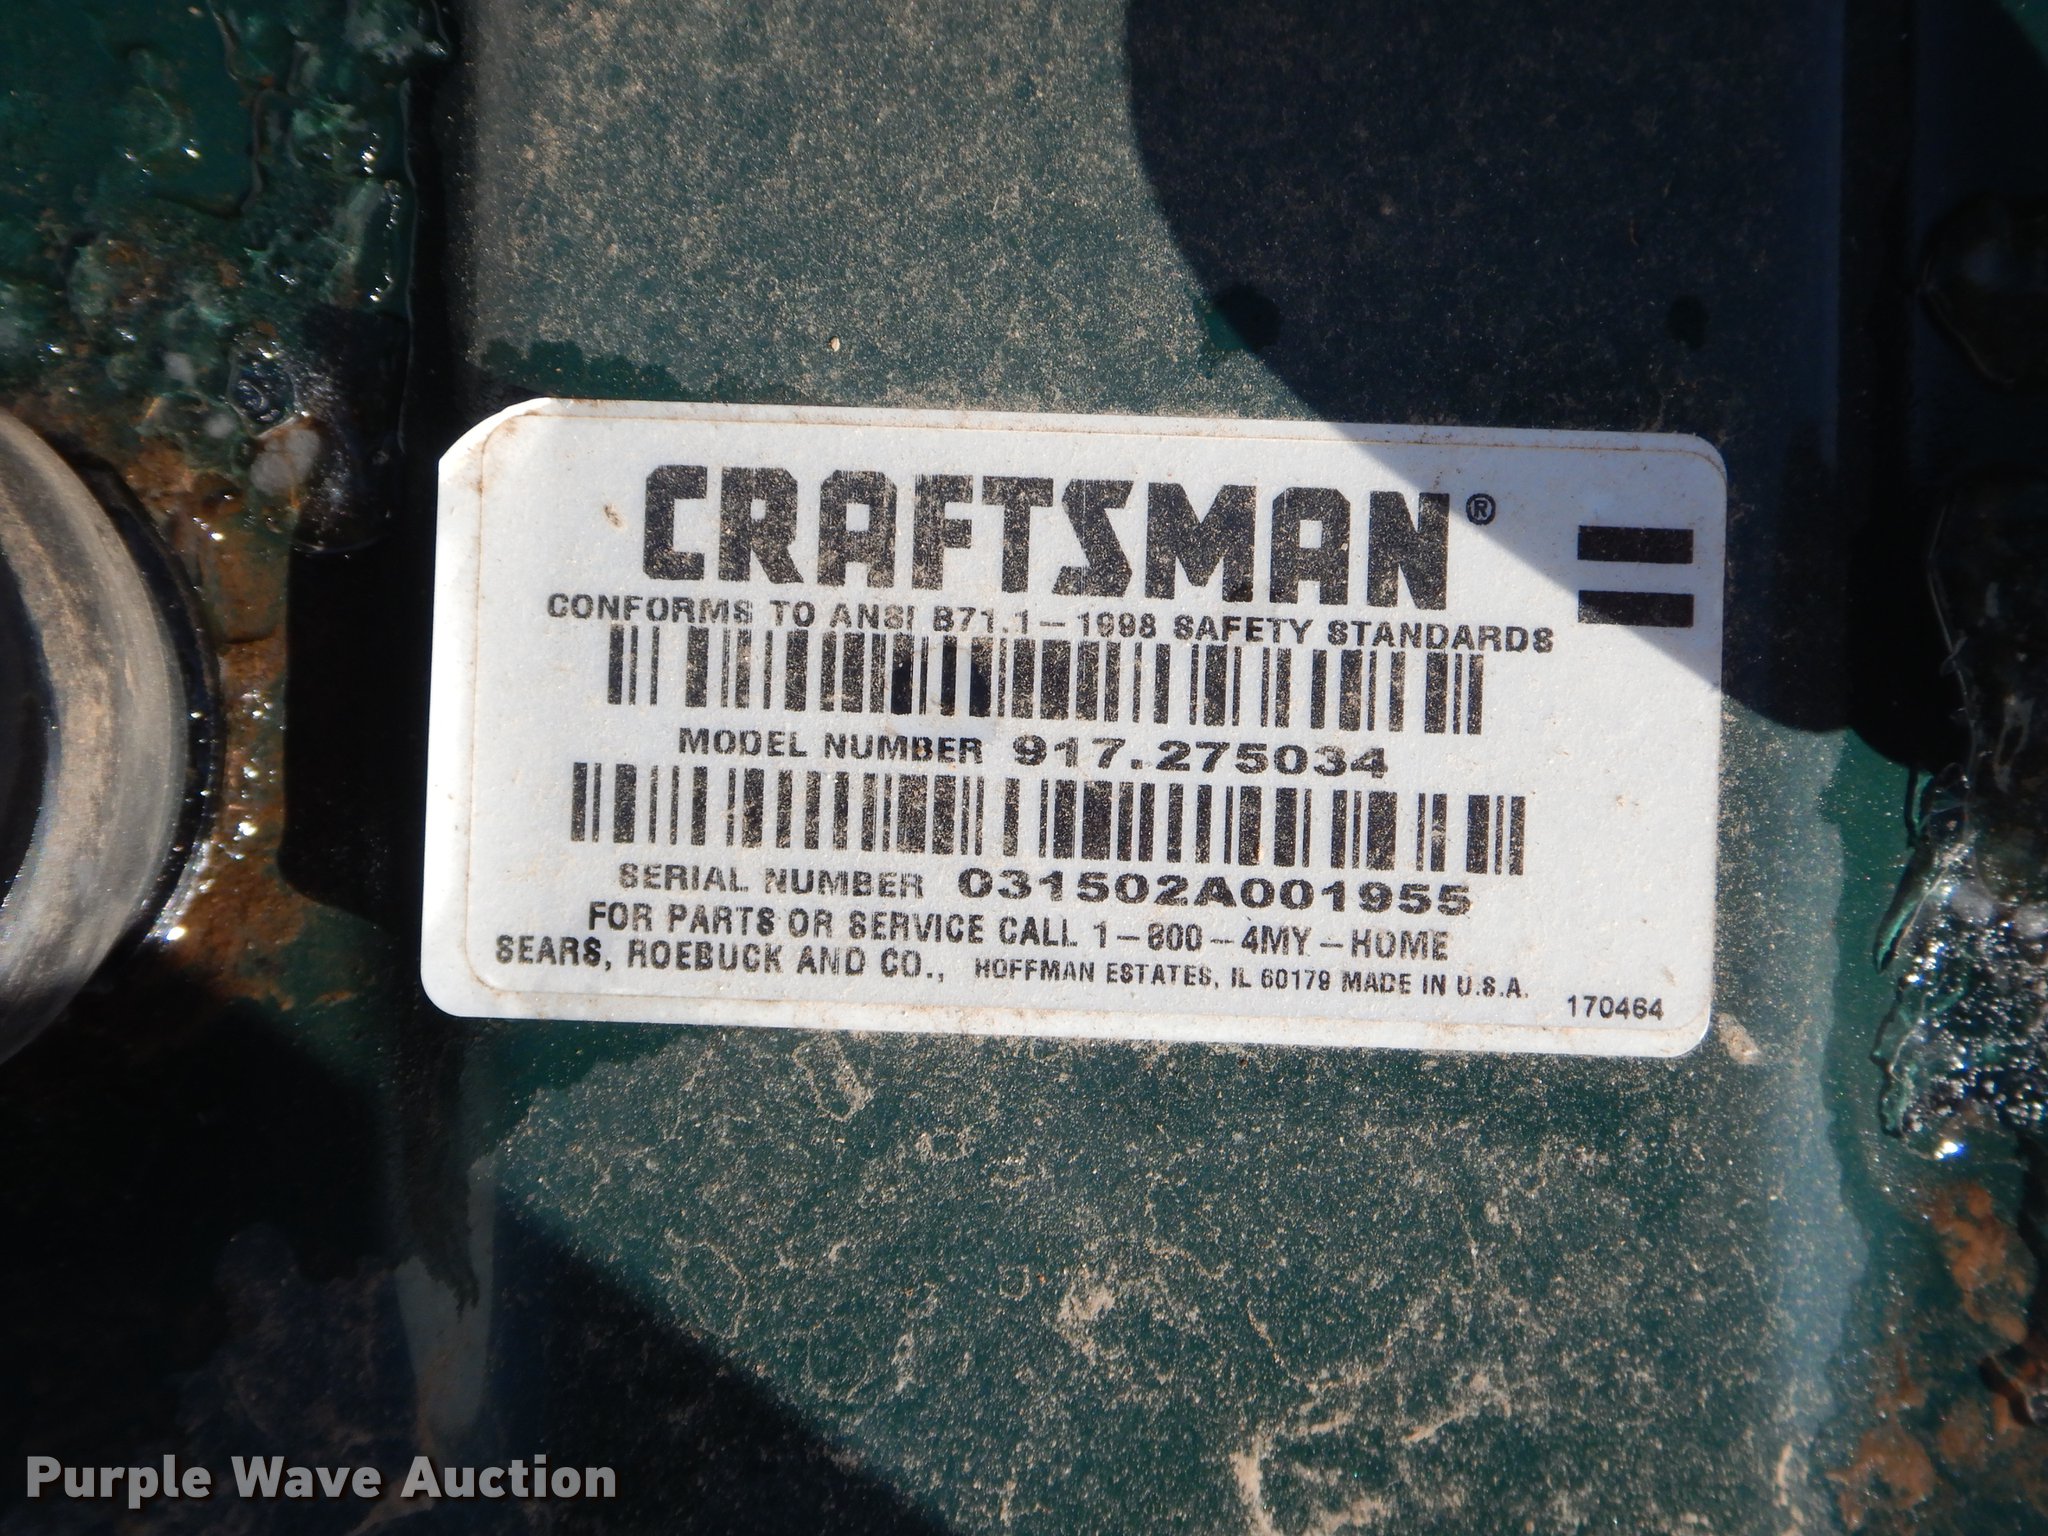 CRAFTSMAN®
CONFORMS TO ANSI B71.1-1998 SAFETY STANDARDS
MODEL NUMBER 917.275034
SERIAL NUMBER 031502A001955
FOR PARTS OR SERVICE CALL 1-800-4MY-HOME
SEARS, ROEBUCK AND CO., HOFFMAN ESTATES, IL 60179 MADE IN U.S.A.
170464
Purple Wave Auction